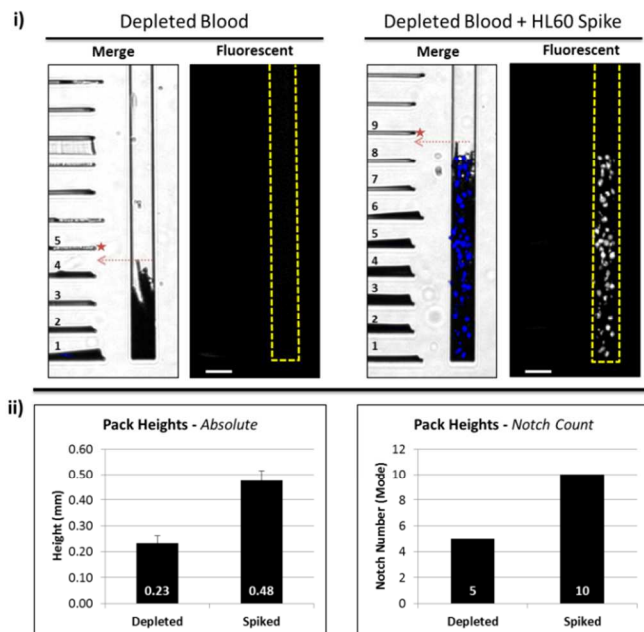 i)
Depleted Blood
Merge
Fluorescent
5
4
3
2
1
Depleted Blood + HL60 Spike
Merge
Fluorescent
9
8
7
6
5
4
3
2
1
ii)
Pack Heights - Absolute
Height (mm)
0.60
0.50
0.40
0.30
0.20
0.10
0.00
0.23
0.48
Depleted
Spiked
Pack Heights - Notch Count
Notch Number (Mode)
12
10
8
6
4
2
0
5
10
Depleted
Spiked